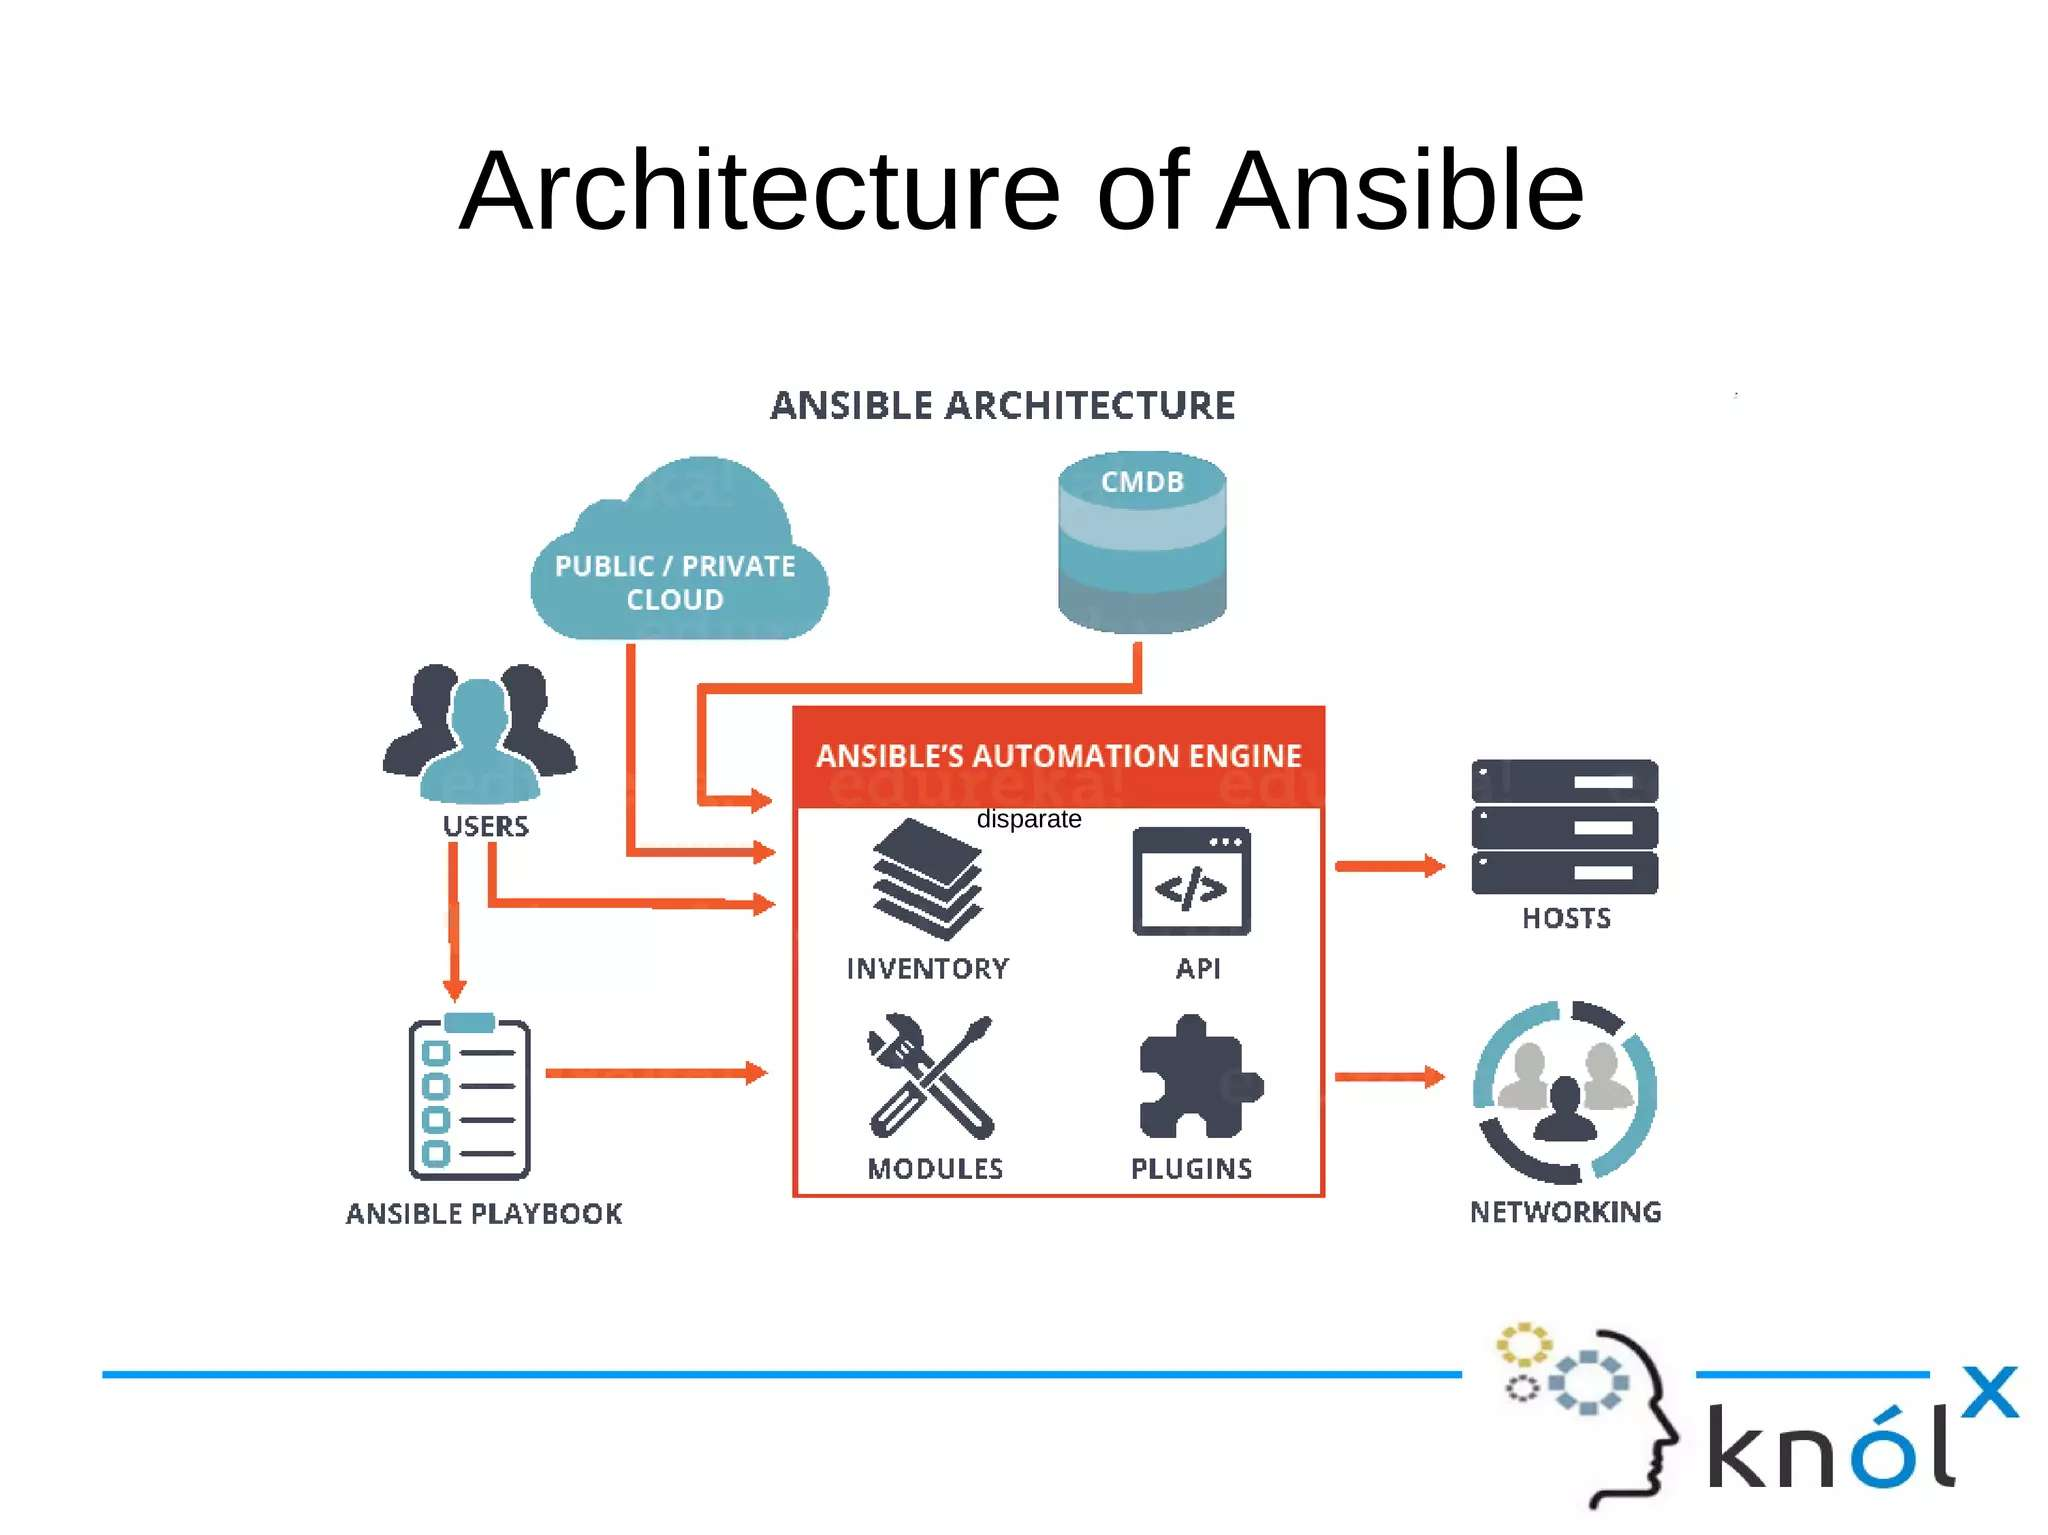 Architecture of Ansible
ANSIBLE ARCHITECTURE
PUBLIC / PRIVATE
CLOUD
CMDB
USERS
ANSIBLE'S AUTOMATION ENGINE
edureka!
disparate
INVENTORY
API
HOSTS
MODULES
PLUGINS
ANSIBLE PLAYBOOK
NETWORKING
knólx